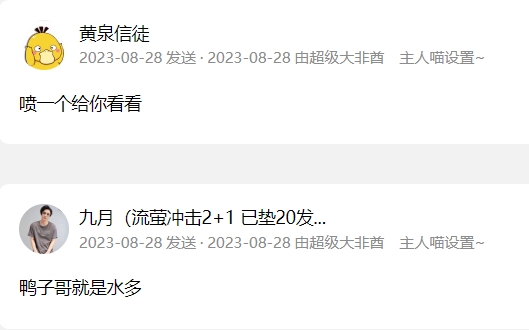 黄泉信徒
2023-08-28 发送 · 2023-08-28 由超级大非酋 主人喵设置~
喷一个给你看看
九月（流萤冲击2+1 已垫20发...
2023-08-28 发送 · 2023-08-28 由超级大非酋 主人喵设置~
鸭子哥就是水多